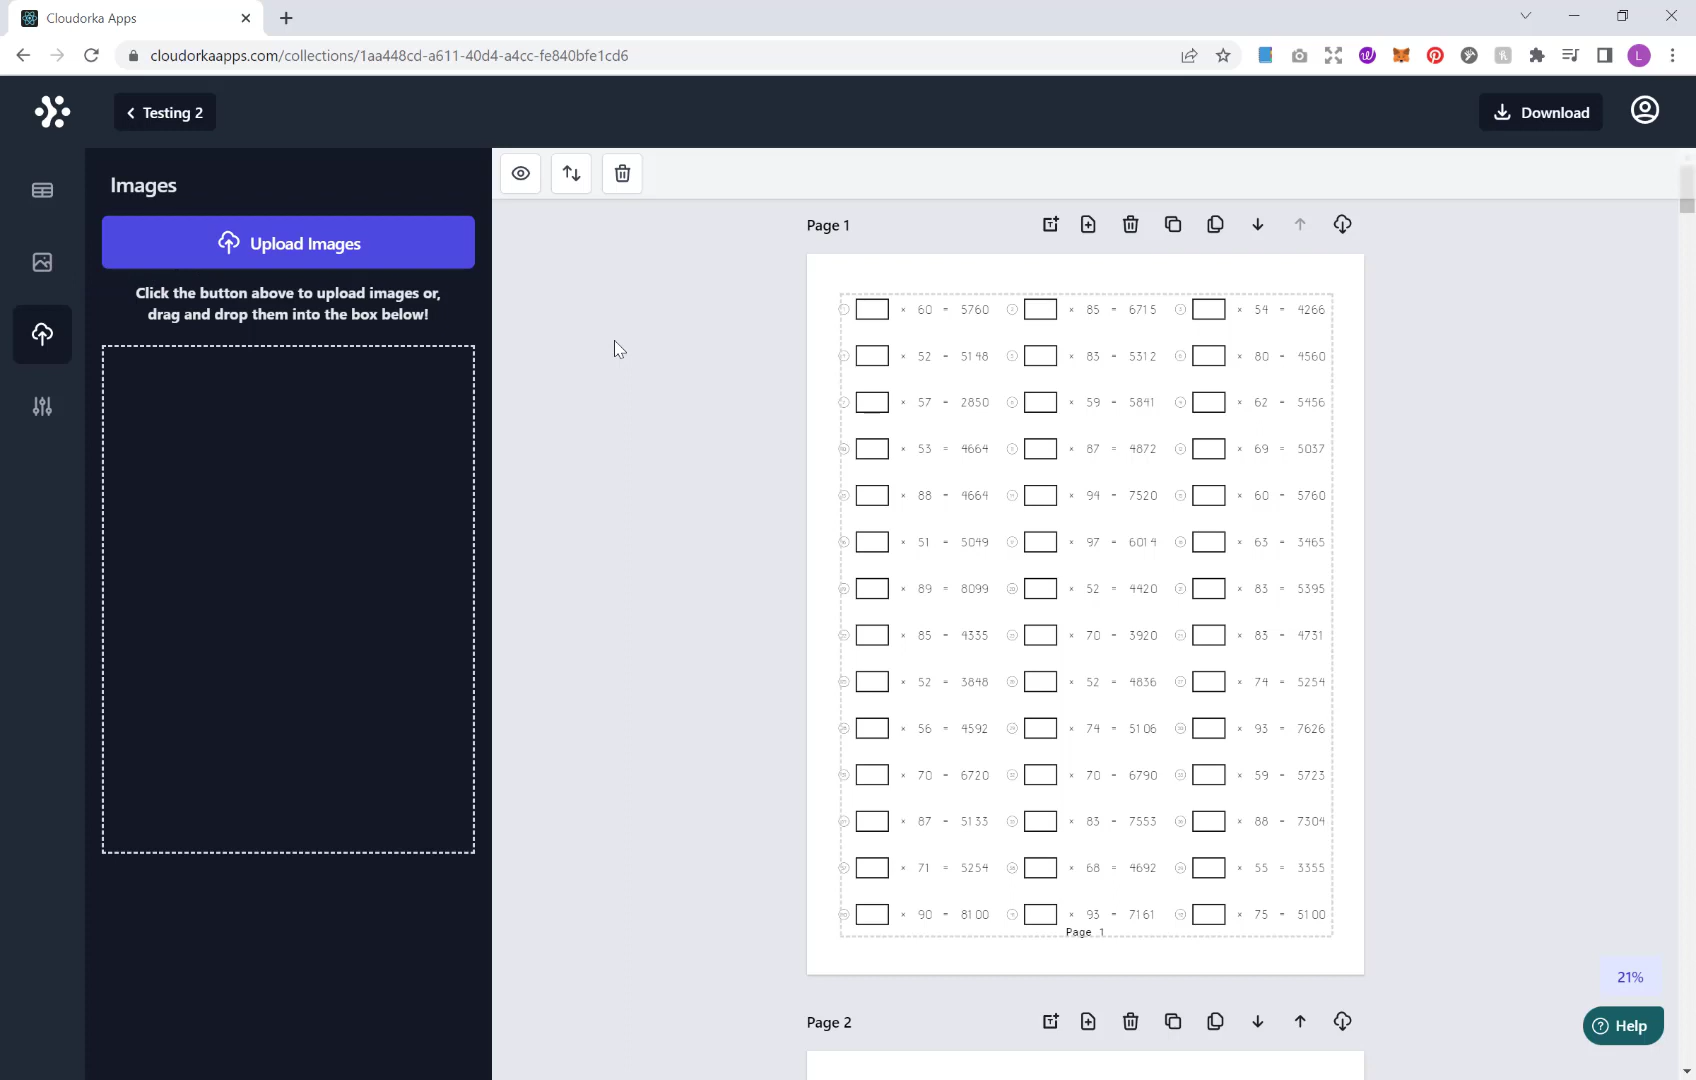 Cloudorka Apps
cloudorkaapps.com/collections/1aa448cd-a611-40d4-a4cc-fe840bfe1cd6
Testing 2
Download
Images
Upload Images
Click the button above to upload images or,
drag and drop them into the box below!
Page 1
× 60 = 5760 × 85 = 6715 × 54 = 4266
× 52 = 5148 × 83 = 5312 × 80 = 4560
× 57 = 2850 × 59 = 5841 × 62 = 5456
× 53 = 4664 × 87 = 4872 × 69 = 5037
× 88 = 4664 × 94 = 7520 × 60 = 5760
× 51 = 5049 × 97 = 6014 × 63 = 3465
× 89 = 8099 × 52 = 4420 × 83 = 5395
× 85 = 4335 × 70 = 3920 × 83 = 4731
× 52 = 3848 × 52 = 4836 × 74 = 5254
× 56 = 4592 × 74 = 5106 × 93 = 7626
× 70 = 6720 × 70 = 6790 × 59 = 5723
× 87 = 5133 × 83 = 7553 × 88 = 7304
× 71 = 5254 × 68 = 4692 × 55 = 3355
× 90 = 8100 × 93 = 7161 × 75 = 5100
Page 1
21%
Page 2
Help